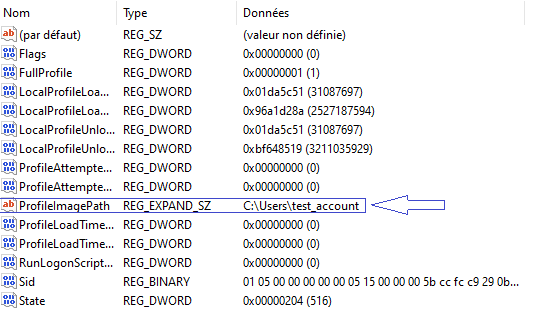 Nom Type Données
(par défaut) REG_SZ (valeur non définie)
Flags REG_DWORD 0x00000000 (0)
FullProfile REG_DWORD 0x00000001 (1)
LocalProfileLoa... REG_DWORD 0x01da5c51 (31087697)
LocalProfileLoa... REG_DWORD 0x96a1d28a (2527187594)
LocalProfileUnlo... REG_DWORD 0x01da5c51 (31087697)
LocalProfileUnlo... REG_DWORD 0xbf648519 (3211035929)
ProfileAttempte... REG_DWORD 0x00000000 (0)
ProfileAttempte... REG_DWORD 0x00000000 (0)
ProfileImagePath REG_EXPAND_SZ C:\Users\test_account
ProfileLoadTime... REG_DWORD 0x00000000 (0)
ProfileLoadTime... REG_DWORD 0x00000000 (0)
RunLogonScript... REG_DWORD 0x00000000 (0)
Sid REG_BINARY 01 05 00 00 00 00 00 05 15 00 00 00 5b cc fc c9 29 0b...
State REG_DWORD 0x00000204 (516)